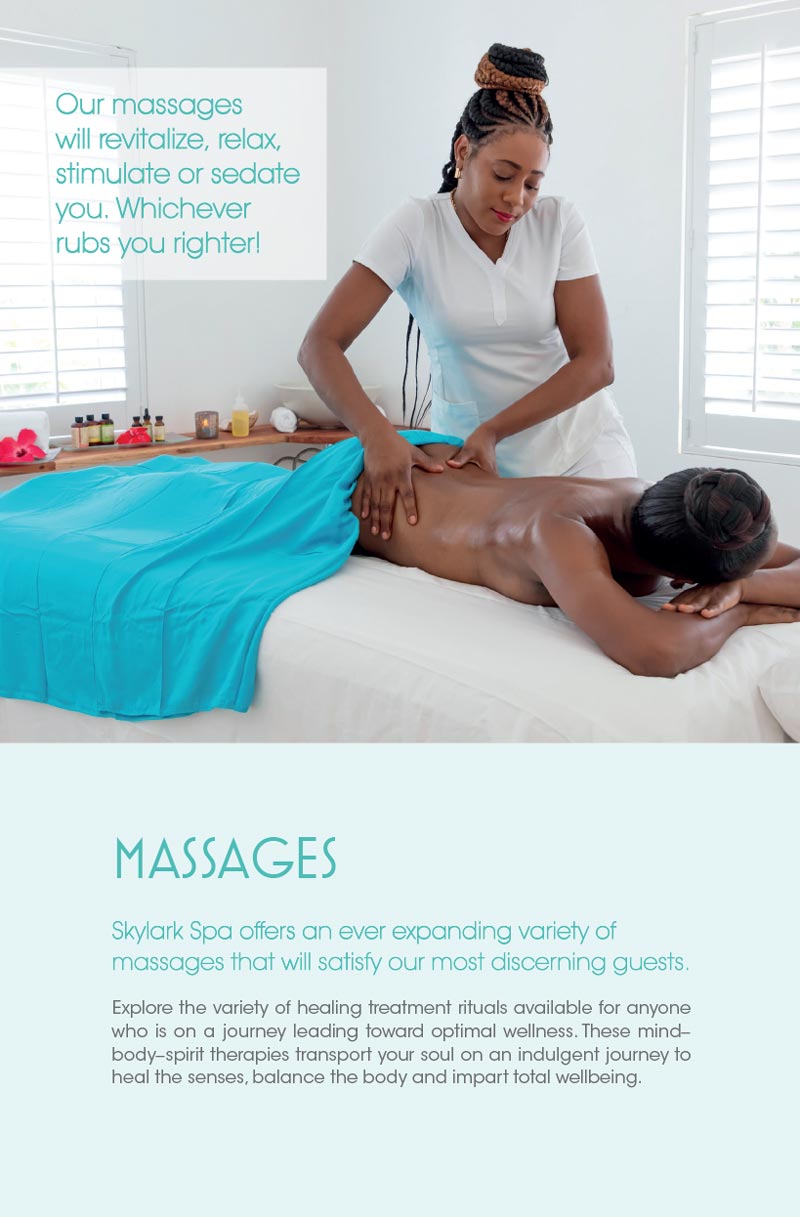 Our massages
will revitalize, relax,
stimulate or sedate
you. Whichever
rubs you righter!
MASSAGES
Skylark Spa offers an ever expanding variety of
massages that will satisfy our most discerning guests.
Explore the variety of healing treatment rituals available for anyone
who is on a journey leading toward optimal wellness. These mind–
body–spirit therapies transport your soul on an indulgent journey to
heal the senses, balance the body and impart total wellbeing.